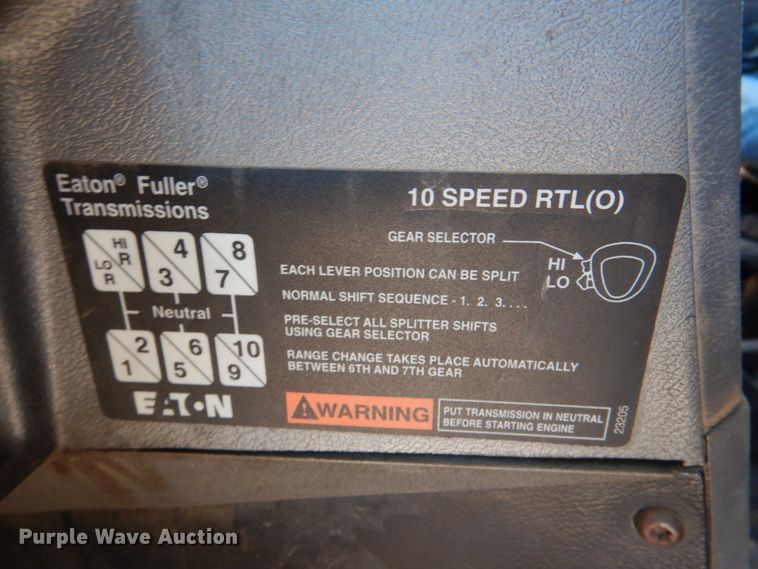 Eaton® Fuller®
Transmissions
10 SPEED RTL(O)
GEAR SELECTOR
HI
LO
HI
R
LO
R
4
3
8
7
Neutral
2
1
6
5
10
9
EATON
EACH LEVER POSITION CAN BE SPLIT
NORMAL SHIFT SEQUENCE - 1. 2. 3. . . .
PRE-SELECT ALL SPLITTER SHIFTS
USING GEAR SELECTOR
RANGE CHANGE TAKES PLACE AUTOMATICALLY
BETWEEN 6TH AND 7TH GEAR
WARNING
PUT TRANSMISSION IN NEUTRAL
BEFORE STARTING ENGINE
23205
Purple Wave Auction